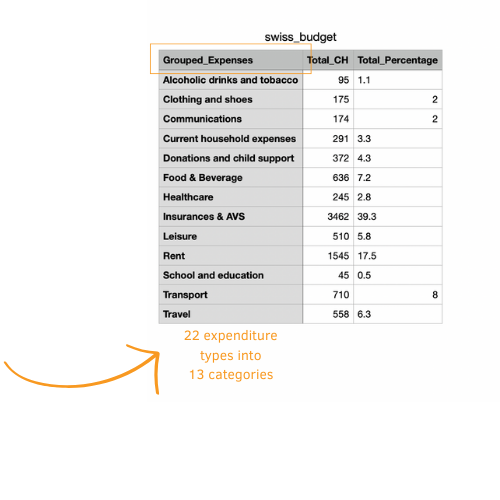 swiss_budget
Grouped_Expenses Total_CH Total_Percentage
Alcoholic drinks and tobacco 95 1.1
Clothing and shoes 175 2
Communications 174 2
Current household expenses 291 3.3
Donations and child support 372 4.3
Food & Beverage 636 7.2
Healthcare 245 2.8
Insurances & AVS 3462 39.3
Leisure 510 5.8
Rent 1545 17.5
School and education 45 0.5
Transport 710 8
Travel 558 6.3
22 expenditure
types into
13 categories